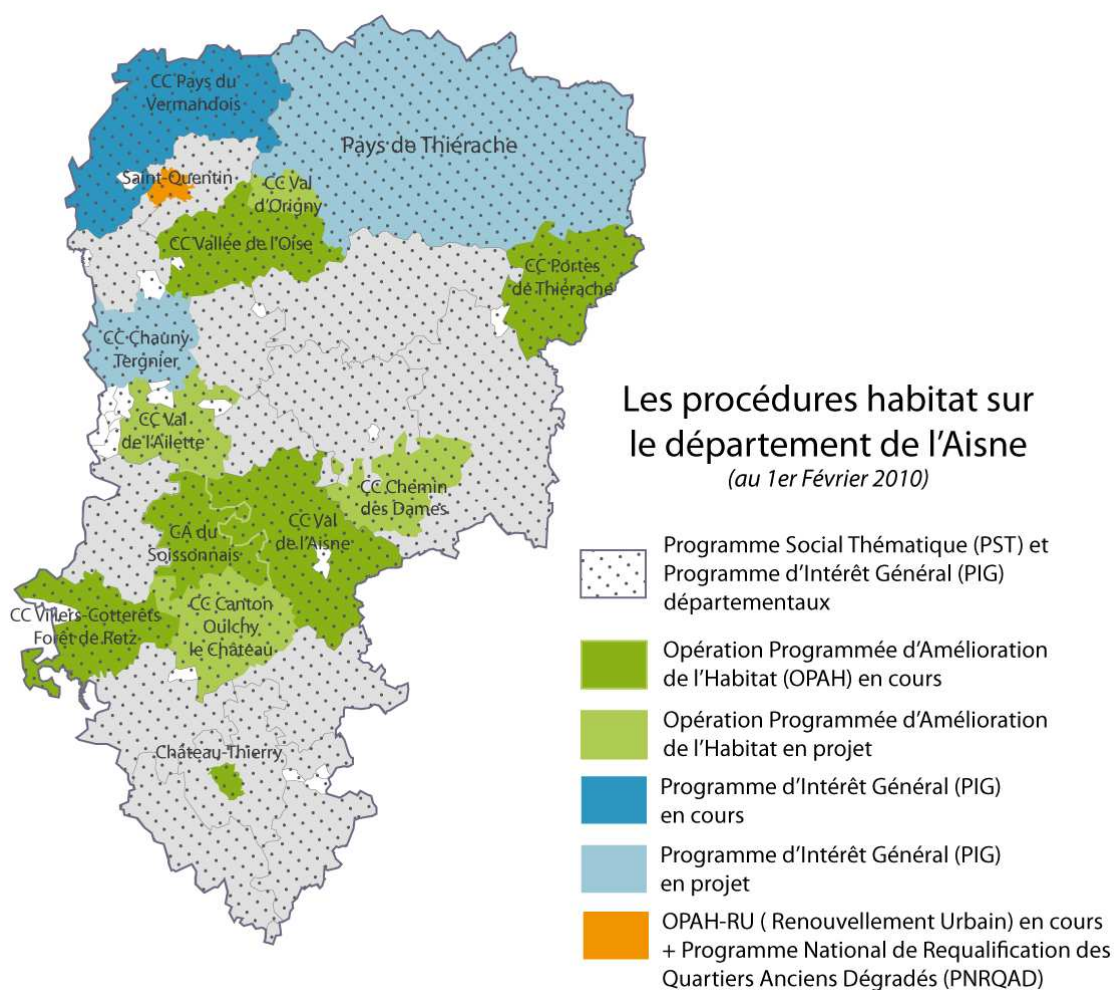 CC Pays du
Vermandois
Pays de Thiérache
Saint-Quentin
CC Val
d'Origny
CC Vallée de l'Oise
CC Portes
de Thiérache
CC Chauny
Tergnier
CC Val
de l'Ailette
CC Chemin
des Dames
CA du
Soissonnais
CC Val
de l'Aisne
CC Villers-Cotterêts
Forêt de Retz
CC Canton
Oulchy
le Château
Château-Thierry
Les procédures habitat sur
le département de l'Aisne
(au 1er Février 2010)
Programme Social Thématique (PST) et
Programme d'Intérêt Général (PIG)
départementaux
Opération Programmée d'Amélioration
de l'Habitat (OPAH) en cours
Opération Programmée d'Amélioration
de l'Habitat en projet
Programme d'Intérêt Général (PIG)
en cours
Programme d'Intérêt Général (PIG)
en projet
OPAH-RU ( Renouvellement Urbain) en cours
+ Programme National de Requalification des
Quartiers Anciens Dégradés (PNRQAD)